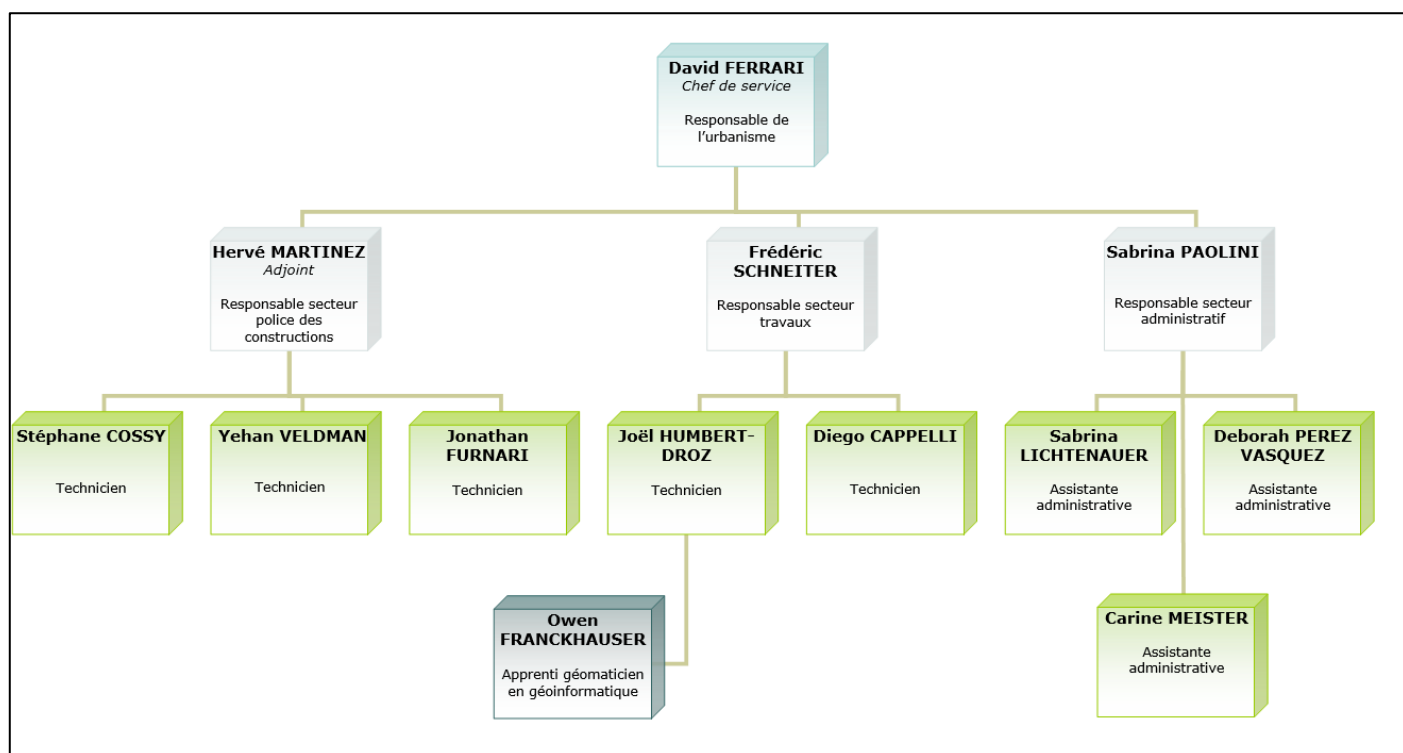 David FERRARI
Chef de service
Responsable de
l'urbanisme
Hervé MARTINEZ
Adjoint
Responsable secteur
police des
constructions
Frédéric
SCHNEITER
Responsable secteur
travaux
Sabrina PAOLINI
Responsable secteur
administratif
Stéphane COSSY
Technicien
Yehan VELDMAN
Technicien
Jonathan
FURNARI
Technicien
Joël HUMBERT-
DROZ
Technicien
Diego CAPPELLI
Technicien
Sabrina
LICHTENAUER
Assistante
administrative
Deborah PEREZ
VASQUEZ
Assistante
administrative
Owen
FRANCKHAUSER
Apprenti géomaticien
en géoinformatique
Carine MEISTER
Assistante
administrative